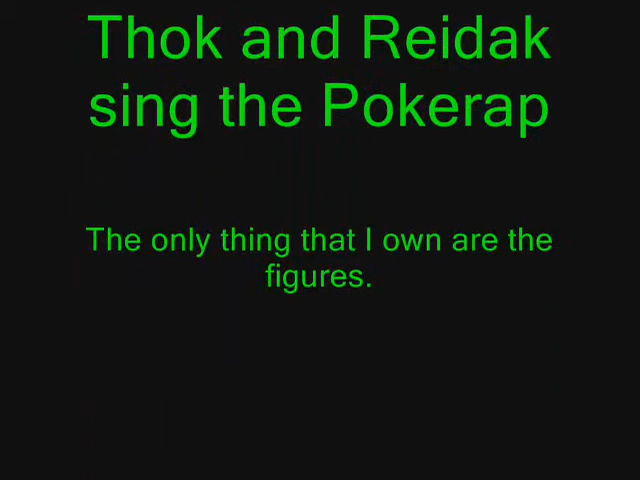 Thok and Reidak
sing the Pokerap
The only thing that I own are the
figures.